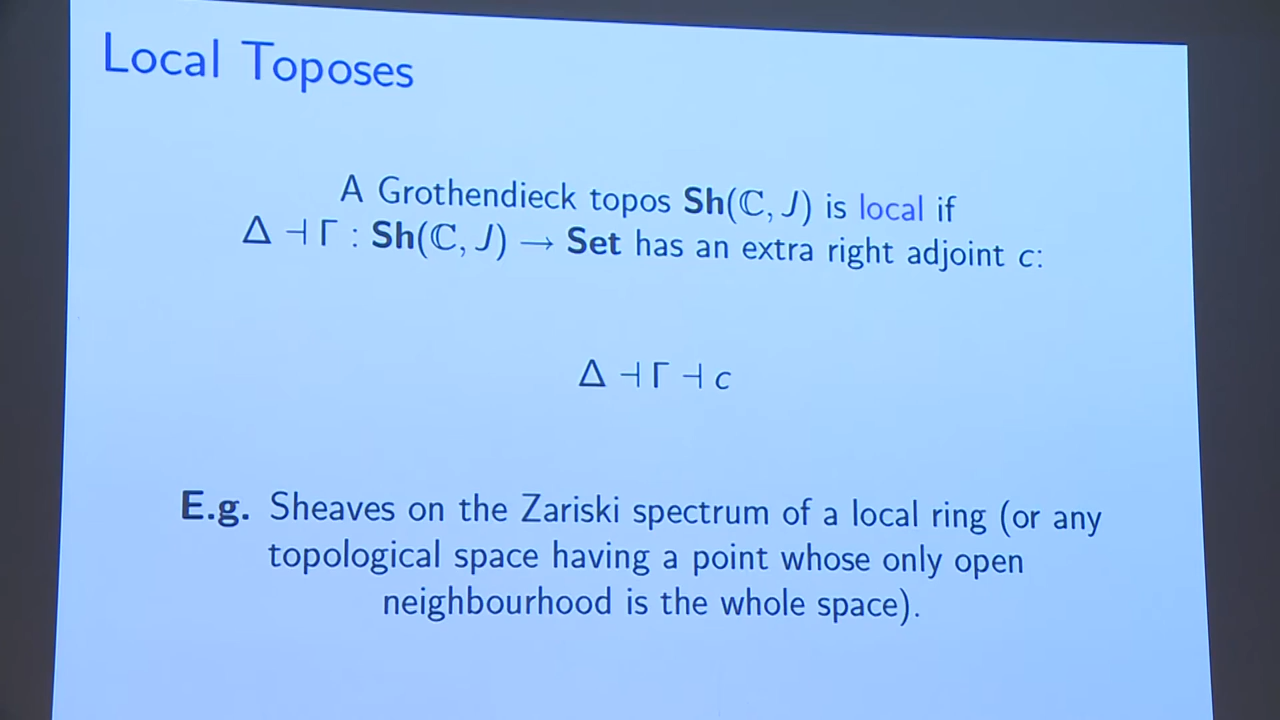 Local Toposes
A Grothendieck topos Sh(ℂ, J) is local if
Δ ⊣ Γ : Sh(ℂ, J) → Set has an extra right adjoint c:
Δ ⊣ Γ ⊣ c
E.g. Sheaves on the Zariski spectrum of a local ring (or any
topological space having a point whose only open
neighbourhood is the whole space).